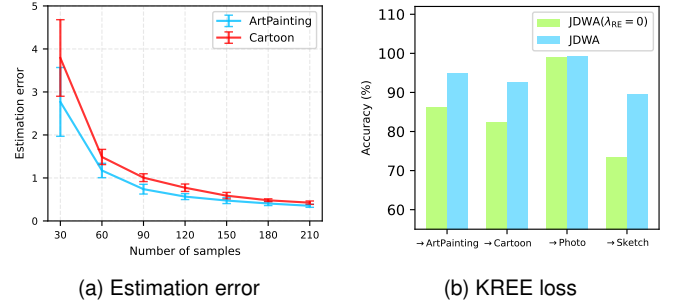 5
4
3
2
1
0
Estimation error
ArtPainting
Cartoon
30 60 90 120 150 180 210
Number of samples
(a) Estimation error
110
100
90
80
70
60
Accuracy (%)
JDWA(λRE = 0)
JDWA
→ArtPainting →Cartoon →Photo →Sketch
(b) KREE loss